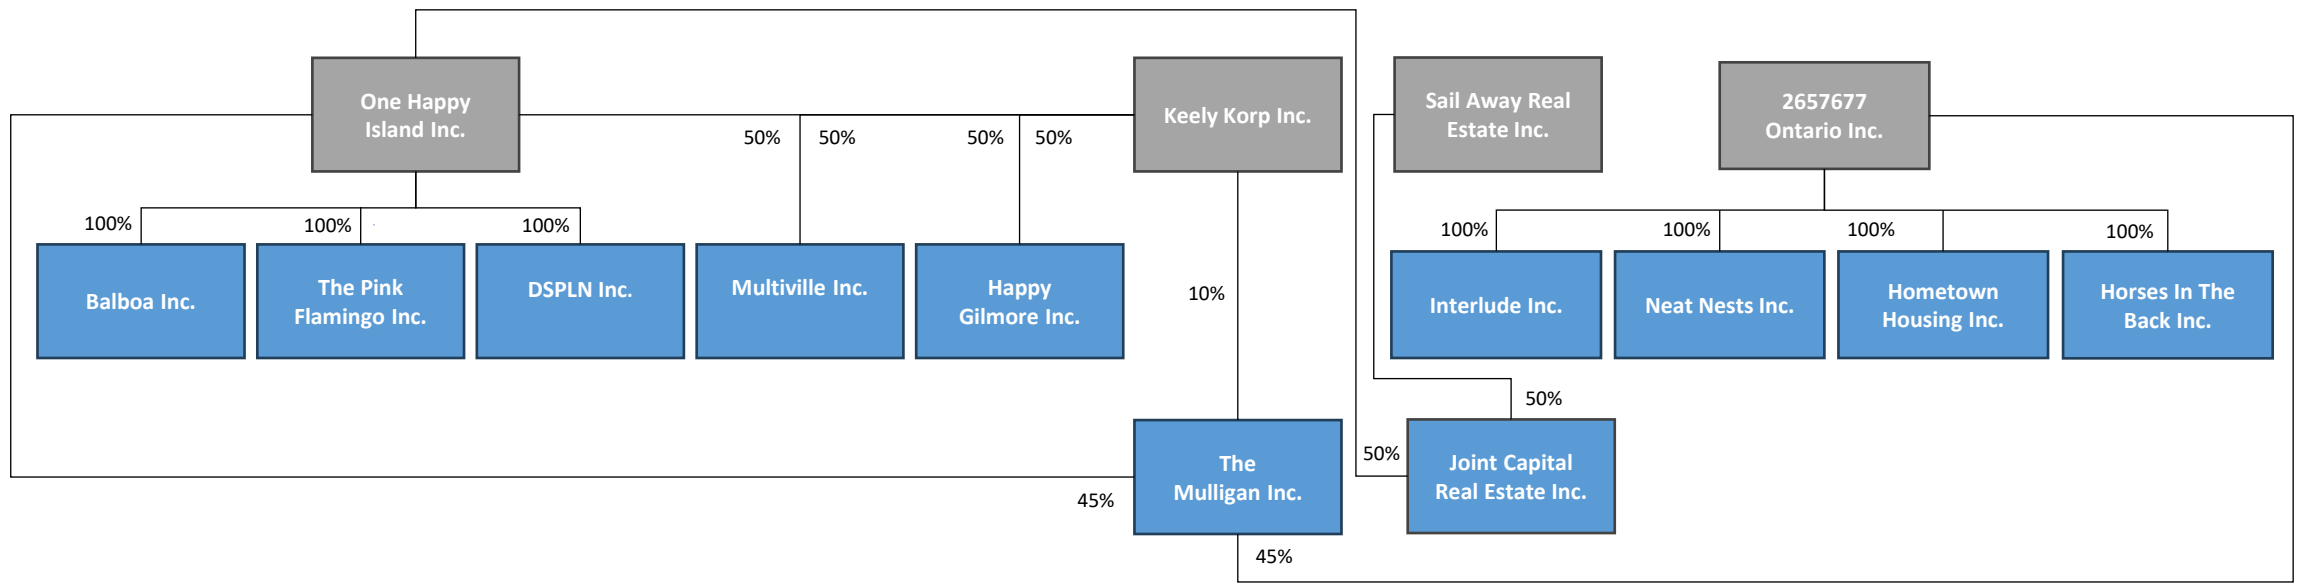 One Happy
Island Inc.
Keely Korp Inc.
Sail Away Real
Estate Inc.
2657677
Ontario Inc.
50%
50%
50%
50%
100%
100%
100%
100%
100%
100%
100%
Balboa Inc.
The Pink
Flamingo Inc.
DSPLN Inc.
Multiville Inc.
Happy
Gilmore Inc.
10%
Interlude Inc.
Neat Nests Inc.
Hometown
Housing Inc.
Horses In The
Back Inc.
50%
50%
The
Mulligan Inc.
Joint Capital
Real Estate Inc.
45%
45%